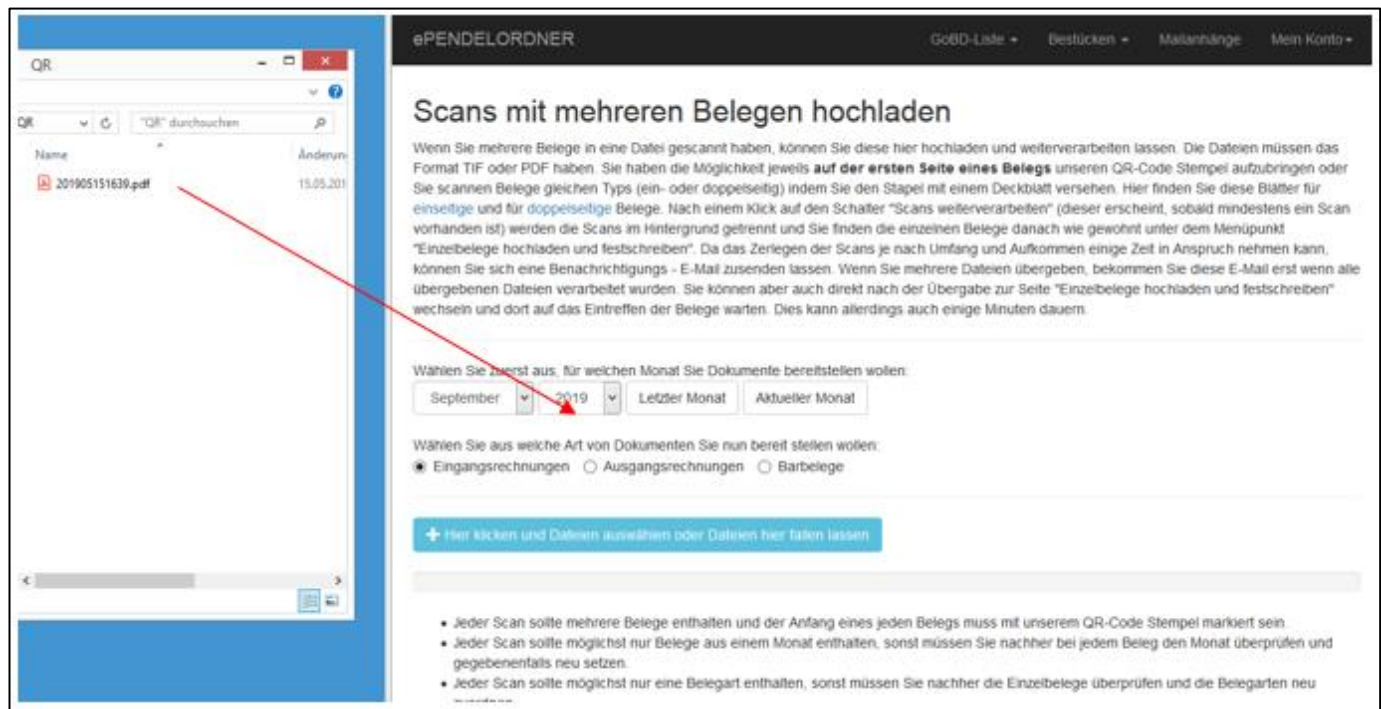 QR
QR
"QR" durchsuchen
Name
Änderun
201905151639.pdf
15.05.201
ePENDELORDNER
GoBD-Liste
Bestücken
Mailanhänge
Mein Konto
Scans mit mehreren Belegen hochladen
Wenn Sie mehrere Belege in eine Datei gescannt haben, können Sie diese hier hochladen und weiterverarbeiten lassen. Die Dateien müssen das
Format TIF oder PDF haben. Sie haben die Möglichkeit jeweils auf der ersten Seite eines Belegs unseren QR-Code Stempel aufzubringen oder
Sie scannen Belege gleichen Typs (ein- oder doppelseitig) indem Sie den Stapel mit einem Deckblatt versehen. Hier finden Sie diese Blätter für
einseitige und für doppelseitige Belege. Nach einem Klick auf den Schalter "Scans weiterverarbeiten" (dieser erscheint, sobald mindestens ein Scan
vorhanden ist) werden die Scans im Hintergrund getrennt und Sie finden die einzelnen Belege danach wie gewohnt unter dem Menüpunkt
"Einzelbelege hochladen und festschreiben". Da das Zerlegen der Scans je nach Umfang und Aufkommen einige Zeit in Anspruch nehmen kann,
können Sie sich eine Benachrichtigungs - E-Mail zusenden lassen. Wenn Sie mehrere Dateien übergeben, bekommen Sie diese E-Mail erst wenn alle
übergebenen Dateien verarbeitet wurden. Sie können aber auch direkt nach der Übergabe zur Seite "Einzelbelege hochladen und festschreiben"
wechseln und dort auf das Eintreffen der Belege warten. Dies kann allerdings auch einige Minuten dauern.
Wählen Sie zuerst aus, für welchen Monat Sie Dokumente bereitstellen wollen:
September 2019 Letzter Monat Aktueller Monat
Wählen Sie aus welche Art von Dokumenten Sie nun bereit stellen wollen:
Eingangsrechnungen Ausgangsrechnungen Barbelege
+ Hier klicken und Dateien auswählen oder Dateien hier fallen lassen
• Jeder Scan sollte mehrere Belege enthalten und der Anfang eines jeden Belegs muss mit unserem QR-Code Stempel markiert sein.
• Jeder Scan sollte möglichst nur Belege aus einem Monat enthalten, sonst müssen Sie nachher bei jedem Beleg den Monat überprüfen und
gegebenenfalls neu setzen.
• Jeder Scan sollte möglichst nur eine Belegart enthalten, sonst müssen Sie nachher die Einzelbelege überprüfen und die Belegarten neu